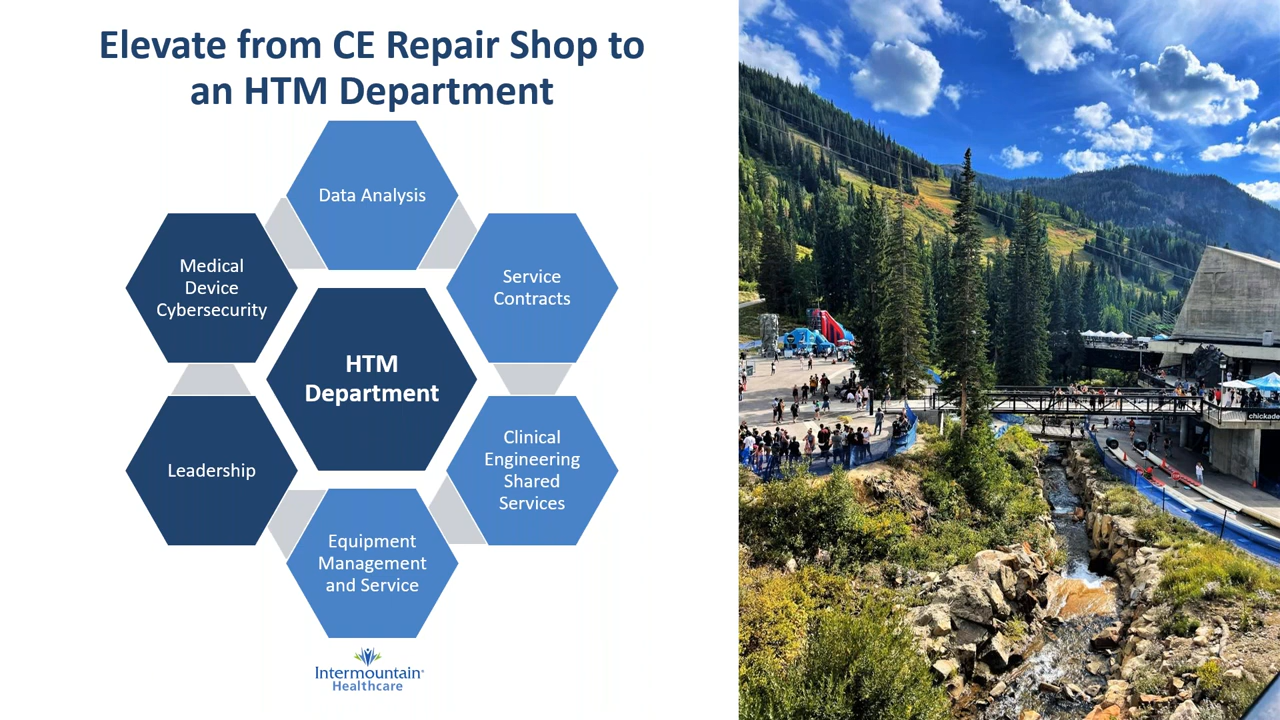 Elevate from CE Repair Shop to
an HTM Department
Data Analysis
Service
Contracts
Clinical
Engineering
Shared
Services
Equipment
Management
and Service
Leadership
Medical
Device
Cybersecurity
HTM
Department
Intermountain
Healthcare
chickade